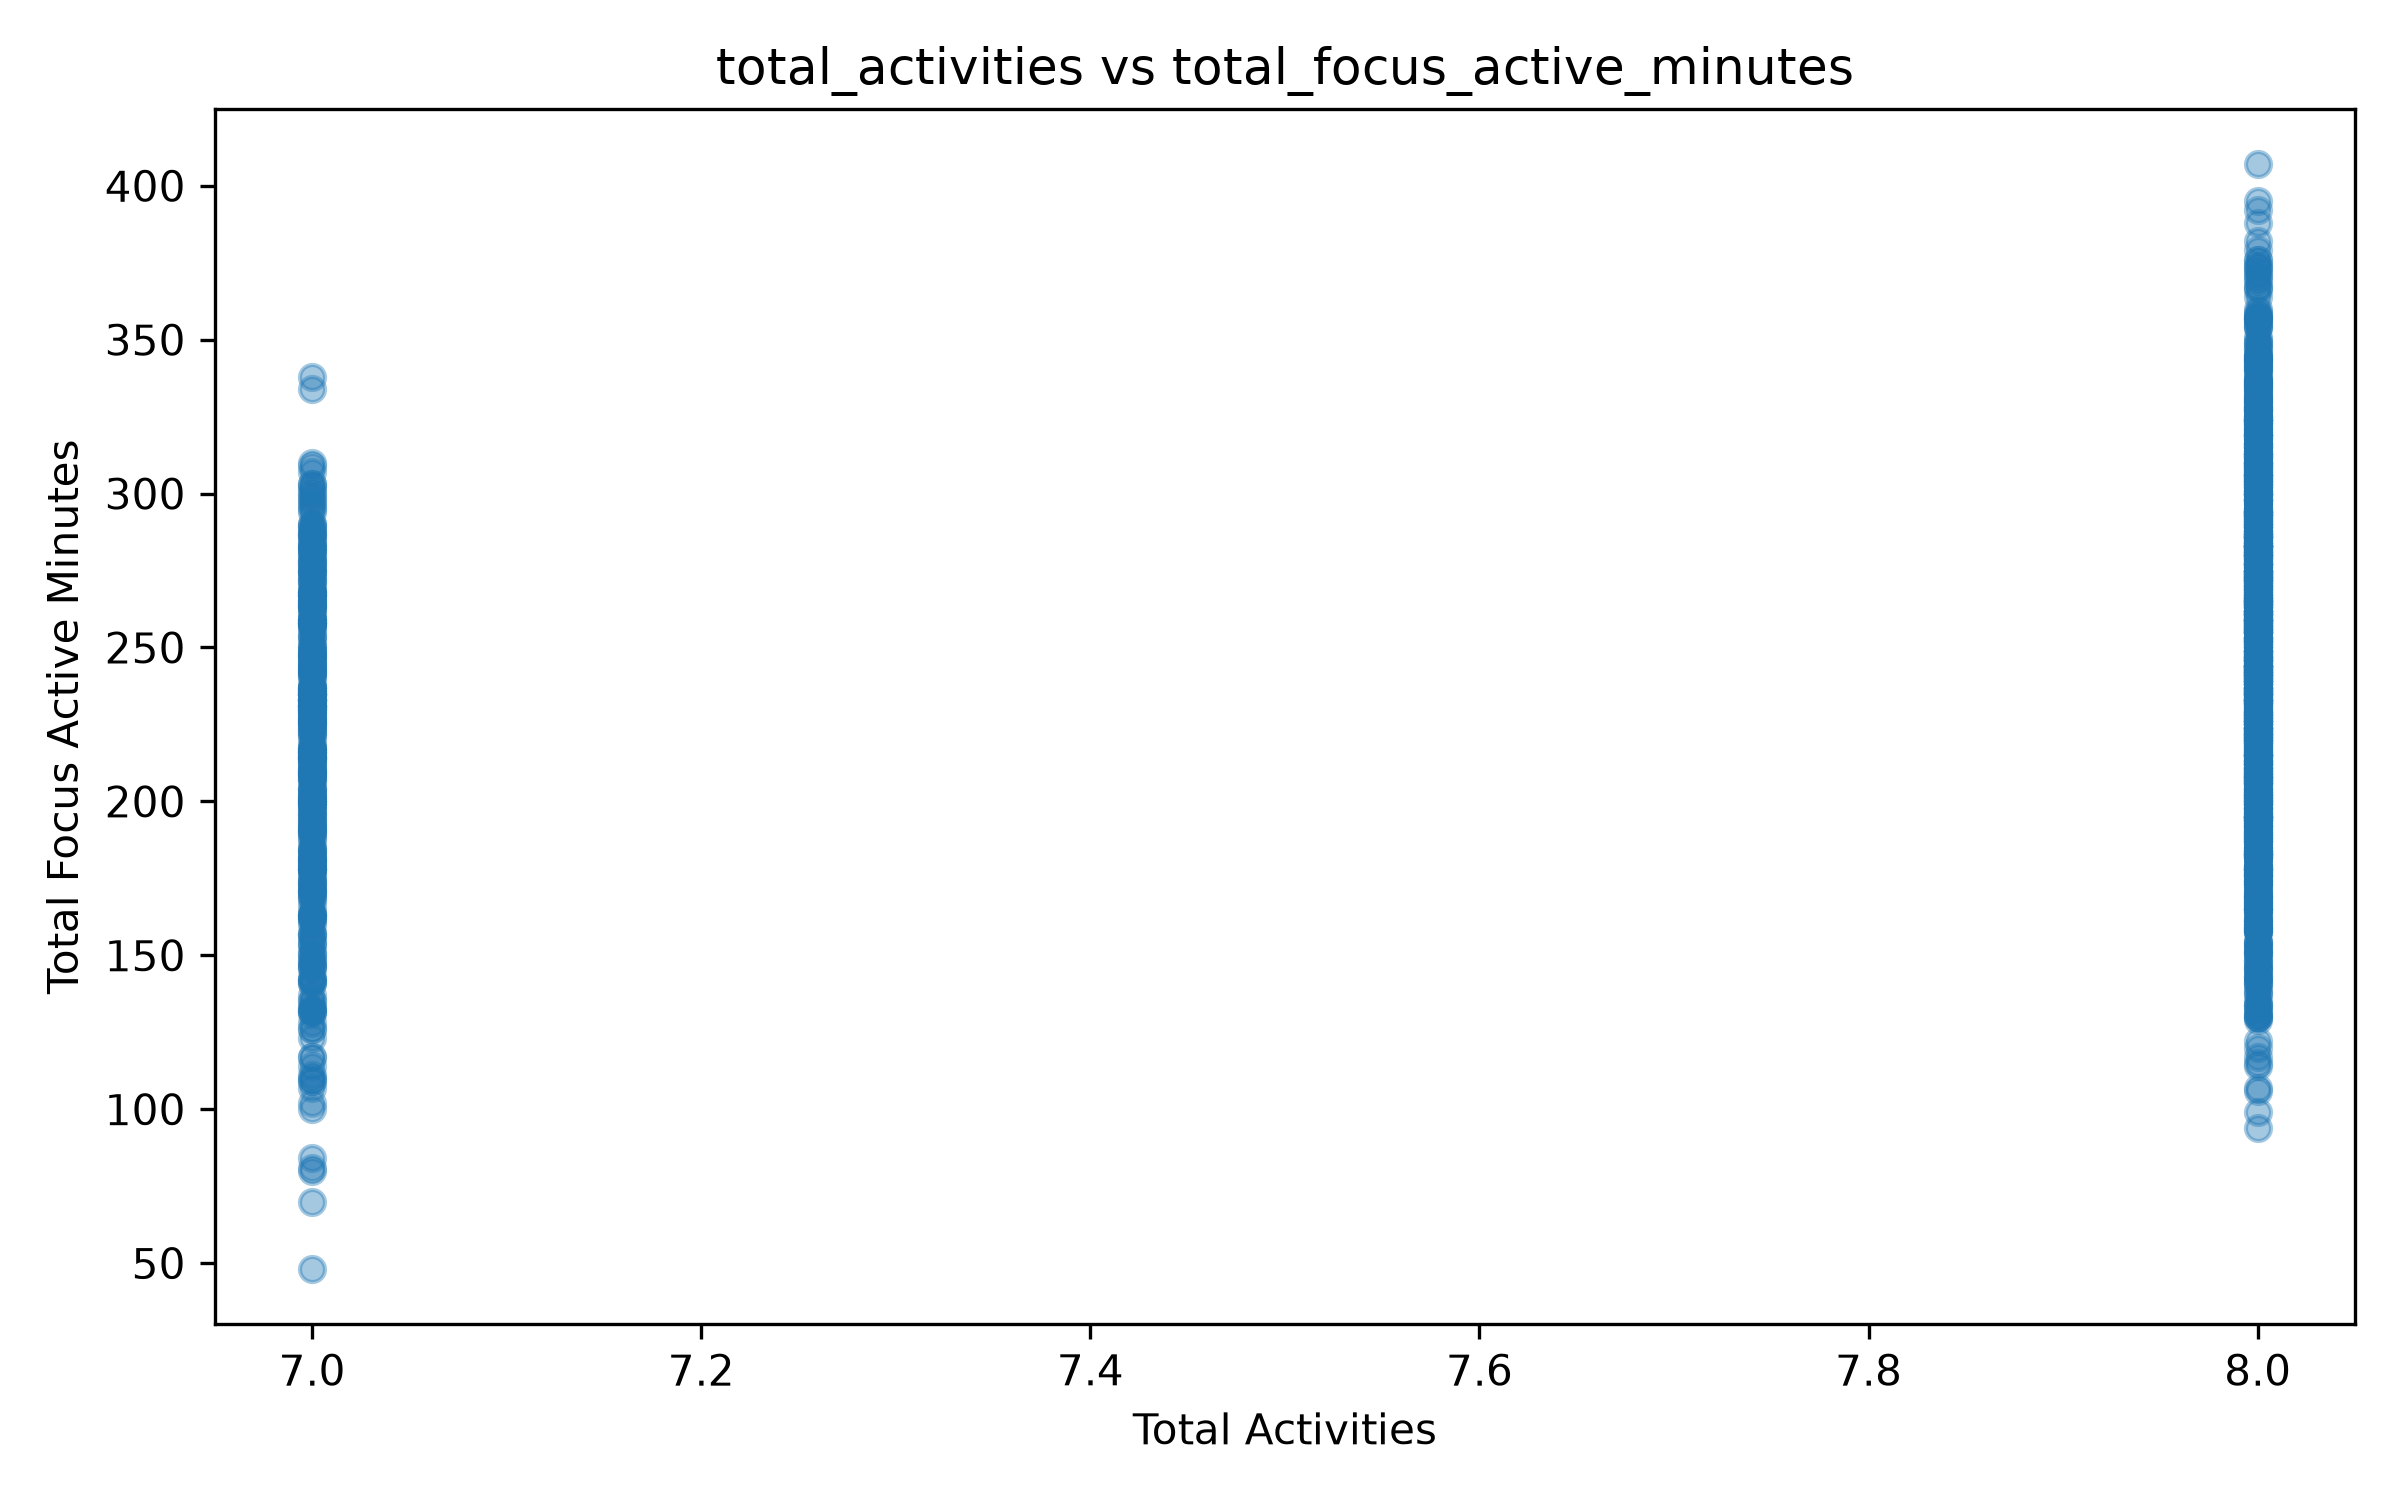 total_activities vs total_focus_active_minutes
Total Focus Active Minutes
400
350
300
250
200
150
100
50
7.0 7.2 7.4 7.6 7.8 8.0
Total Activities